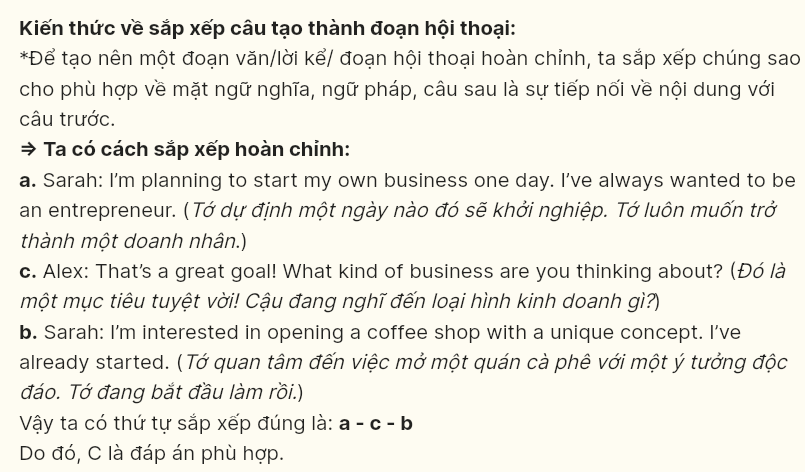 Kiến thức về sắp xếp câu tạo thành đoạn hội thoại:
*Để tạo nên một đoạn văn/lời kể/ đoạn hội thoại hoàn chỉnh, ta sắp xếp chúng sao
cho phù hợp về mặt ngữ nghĩa, ngữ pháp, câu sau là sự tiếp nối về nội dung với
câu trước.
⇒ Ta có cách sắp xếp hoàn chỉnh:
a. Sarah: I’m planning to start my own business one day. I’ve always wanted to be
an entrepreneur. (Tớ dự định một ngày nào đó sẽ khởi nghiệp. Tớ luôn muốn trở
thành một doanh nhân.)
c. Alex: That’s a great goal! What kind of business are you thinking about? (Đó là
một mục tiêu tuyệt vời! Cậu đang nghĩ đến loại hình kinh doanh gì?)
b. Sarah: I’m interested in opening a coffee shop with a unique concept. I’ve
already started. (Tớ quan tâm đến việc mở một quán cà phê với một ý tưởng độc
đáo. Tớ đang bắt đầu làm rồi.)
Vậy ta có thứ tự sắp xếp đúng là: a - c - b
Do đó, C là đáp án phù hợp.